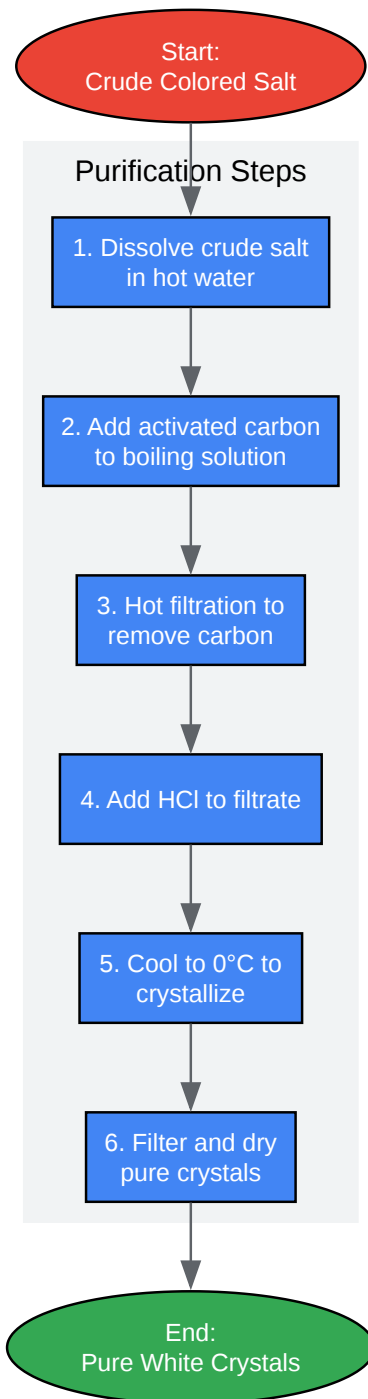 Start:
Crude Colored Salt
Purification Steps
1. Dissolve crude salt
in hot water
2. Add activated carbon
to boiling solution
3. Hot filtration to
remove carbon
4. Add HCl to filtrate
5. Cool to 0°C to
crystallize
6. Filter and dry
pure crystals
End:
Pure White Crystals